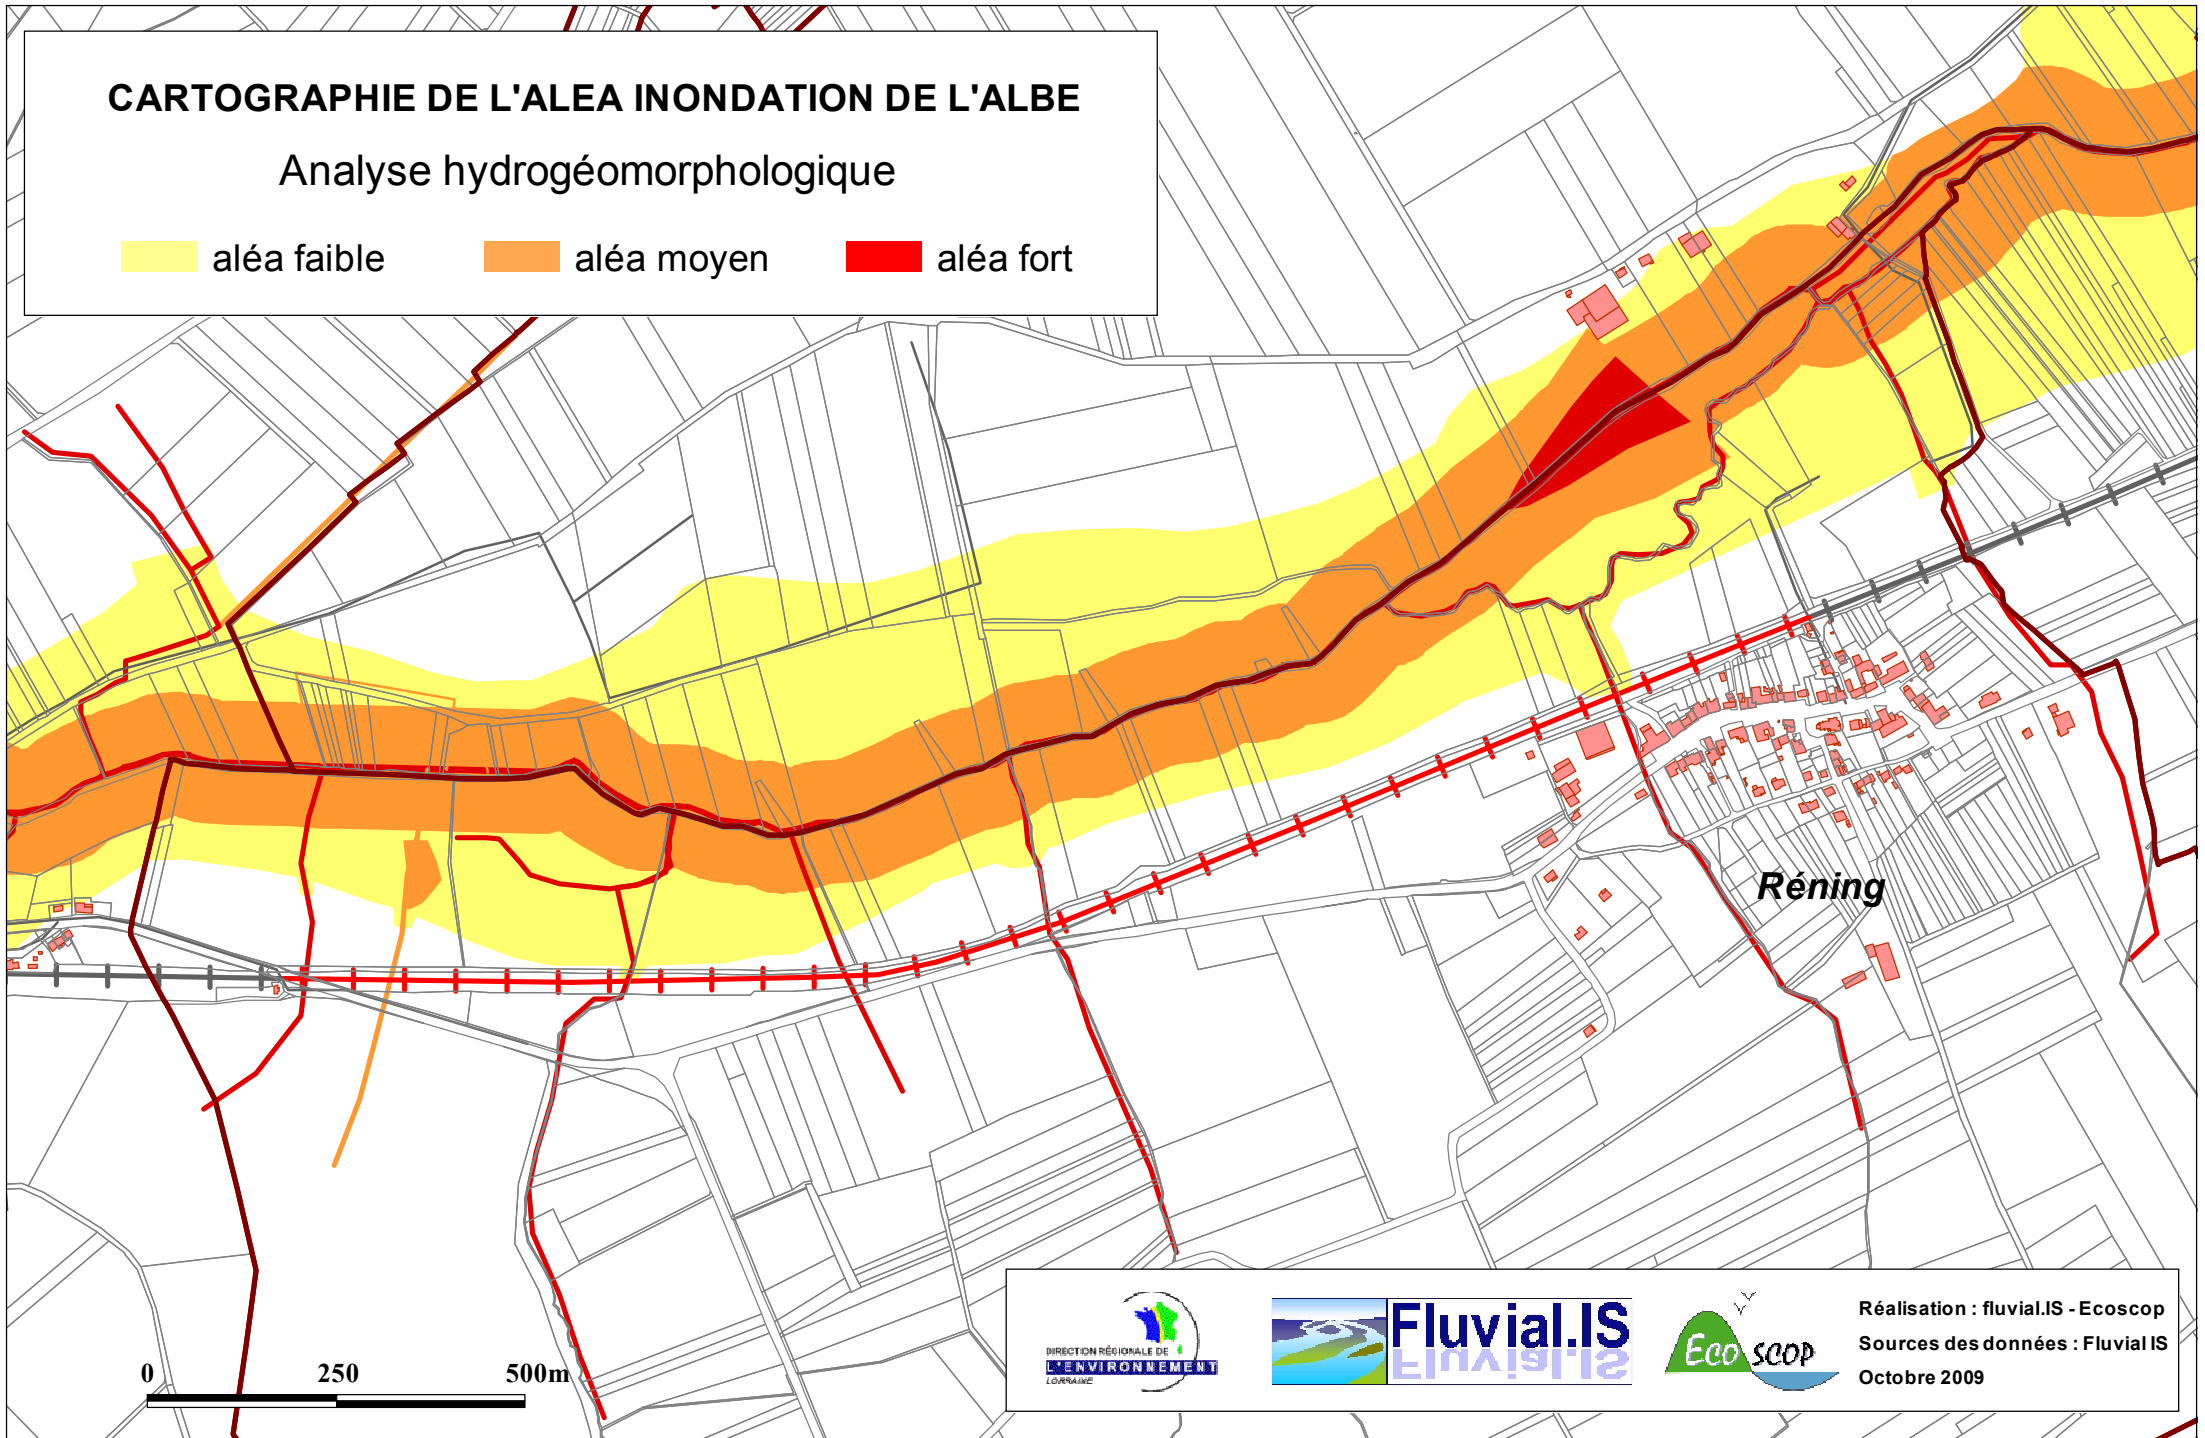 CARTOGRAPHIE DE L'ALEA INONDATION DE L'ALBE
Analyse hydrogéomorphologique
aléa faible
aléa moyen
aléa fort
Réning
0 250 500m
DIRECTION RÉGIONALE DE
L'ENVIRONNEMENT
LORRAINE
Fluvial.IS
Eco SCOP
Réalisation : fluvial.IS - Ecoscop
Sources des données : Fluvial IS
Octobre 2009